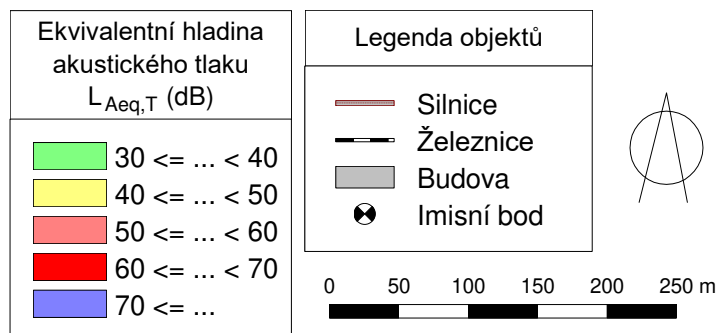 Ekvivalentní hladina
akustického tlaku
LAeq,T (dB)
30 <= ... < 40
40 <= ... < 50
50 <= ... < 60
60 <= ... < 70
70 <= ...
Legenda objektů
Silnice
Železnice
Budova
Imisní bod
0 50 100 150 200 250 m